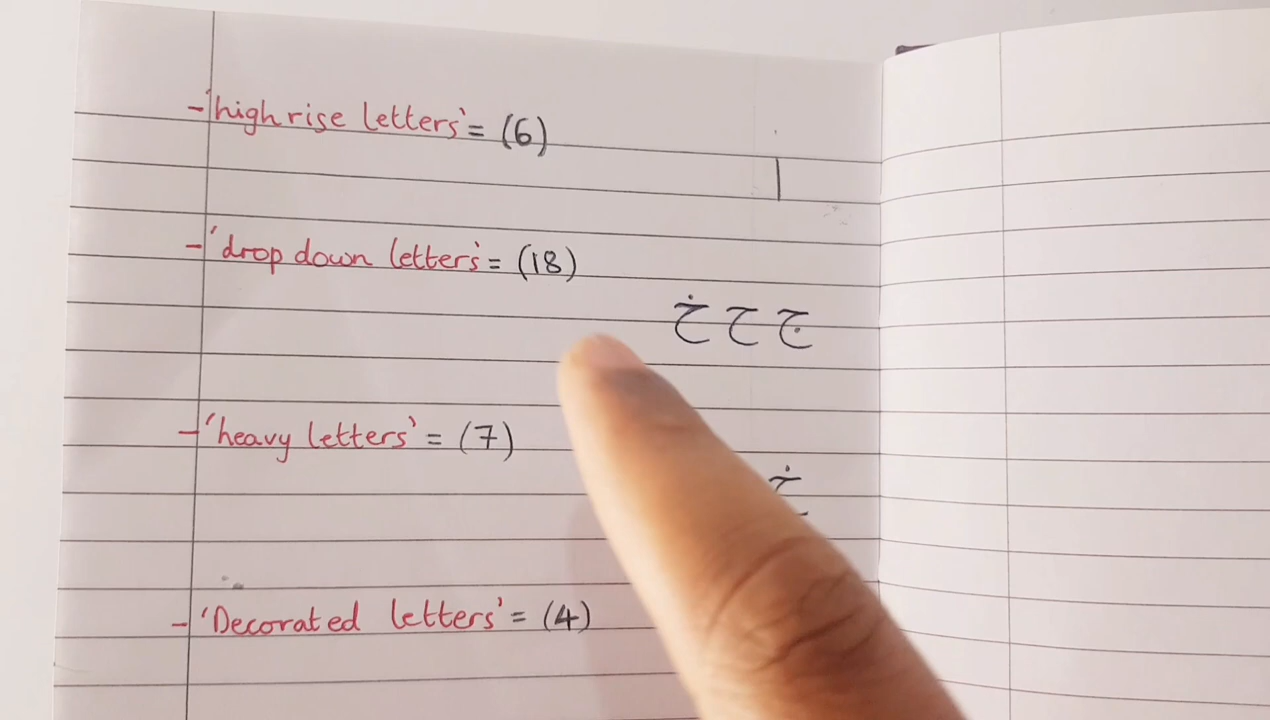 -'high rise letters' = (6)
ا
-'drop down letters' = (18)
ج ح خ
-'heavy letters' = (7)
خ
-'Decorated letters' = (4)